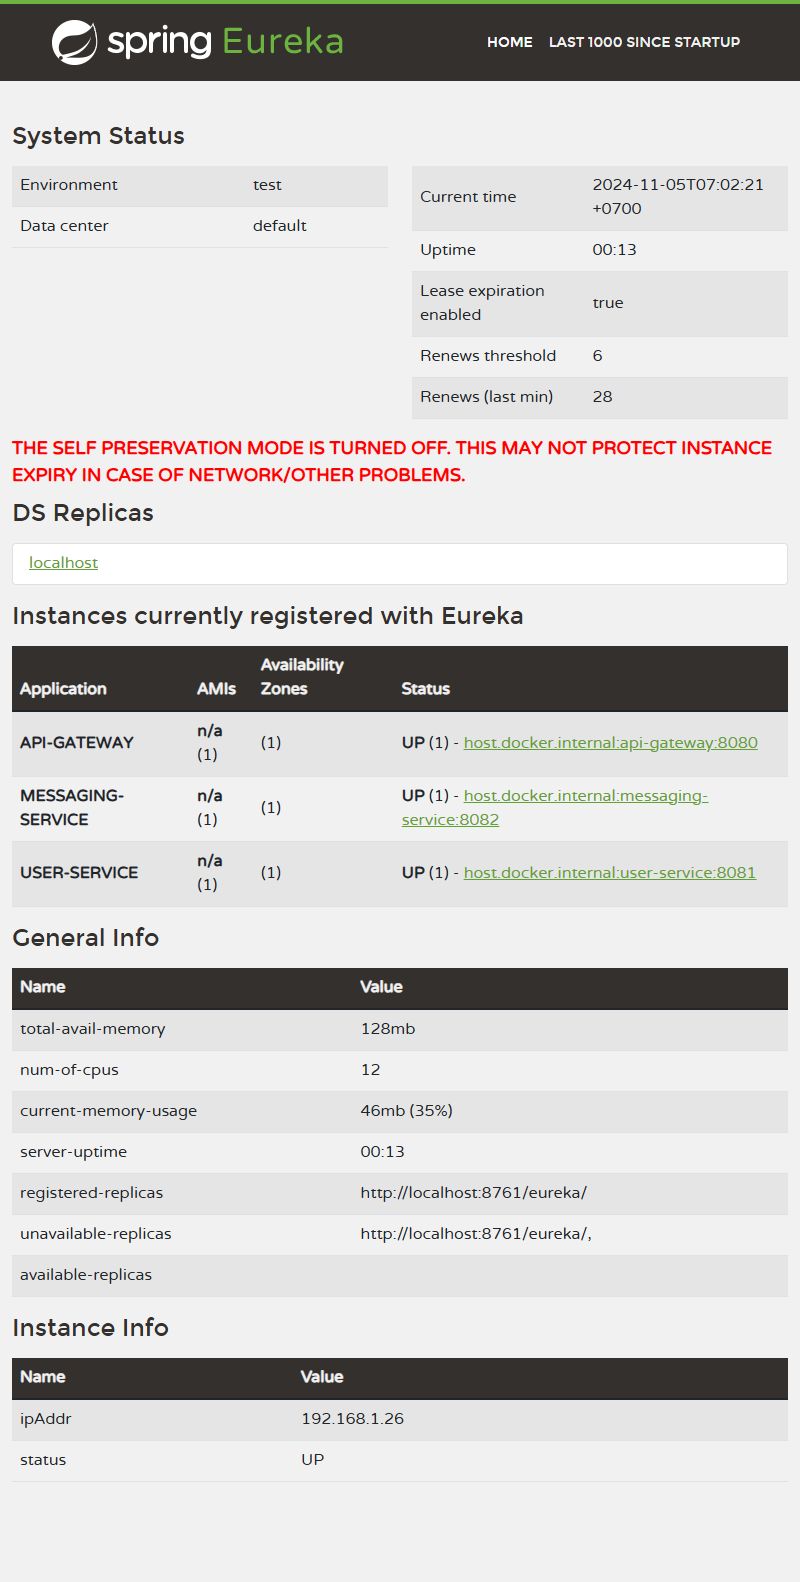 spring Eureka
HOME LAST 1000 SINCE STARTUP
System Status
Environment test
Data center default
Current time 2024-11-05T07:02:21
+0700
Uptime 00:13
Lease expiration
enabled true
Renews threshold 6
Renews (last min) 28
THE SELF PRESERVATION MODE IS TURNED OFF. THIS MAY NOT PROTECT INSTANCE
EXPIRY IN CASE OF NETWORK/OTHER PROBLEMS.
DS Replicas
localhost
Instances currently registered with Eureka
Application AMIs Availability
Zones Status
API-GATEWAY n/a
(1) (1) UP (1) - host.docker.internal:api-gateway:8080
MESSAGING-
SERVICE n/a
(1) (1) UP (1) - host.docker.internal:messaging-
service:8082
USER-SERVICE n/a
(1) (1) UP (1) - host.docker.internal:user-service:8081
General Info
Name Value
total-avail-memory 128mb
num-of-cpus 12
current-memory-usage 46mb (35%)
server-uptime 00:13
registered-replicas http://localhost:8761/eureka/
unavailable-replicas http://localhost:8761/eureka/,
available-replicas
Instance Info
Name Value
ipAddr 192.168.1.26
status UP